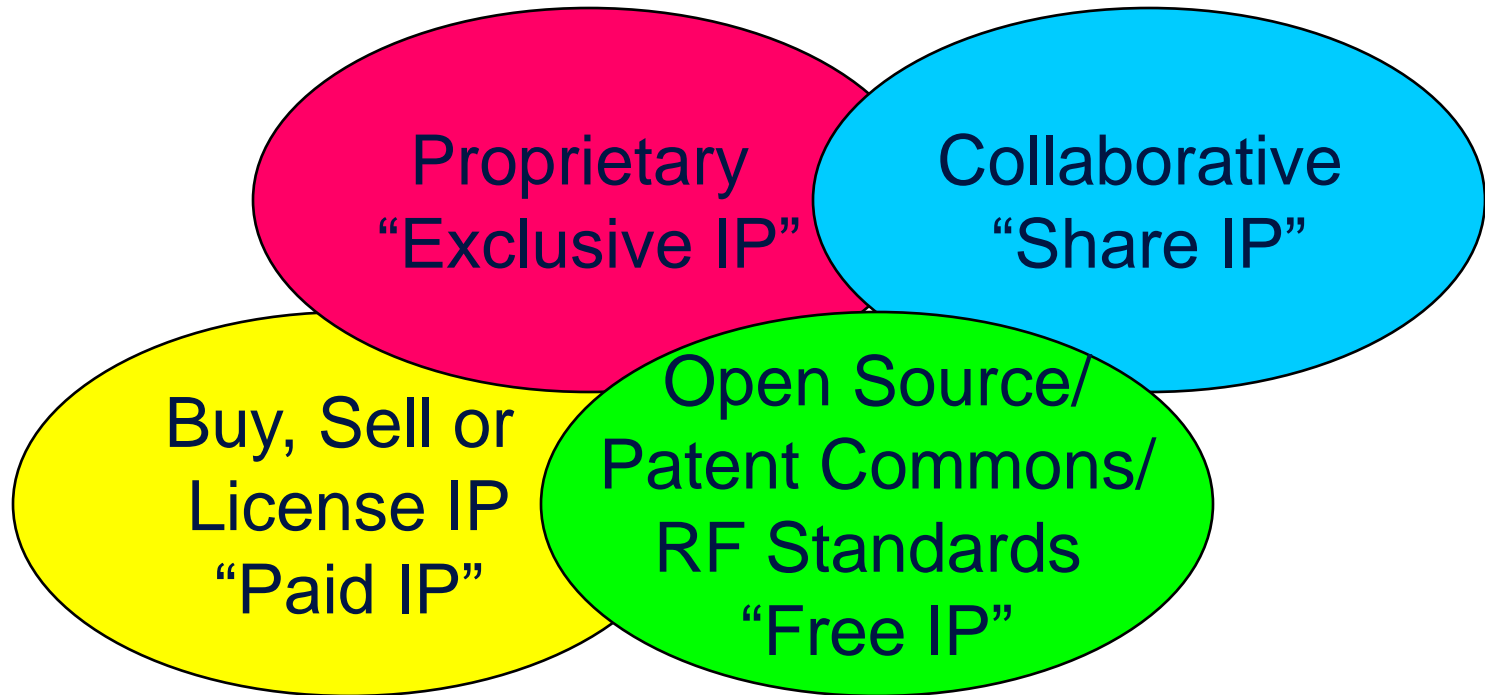 Proprietary
“Exclusive IP”
Collaborative
“Share IP”
Buy, Sell or
License IP
“Paid IP”
Open Source/
Patent Commons/
RF Standards
“Free IP”